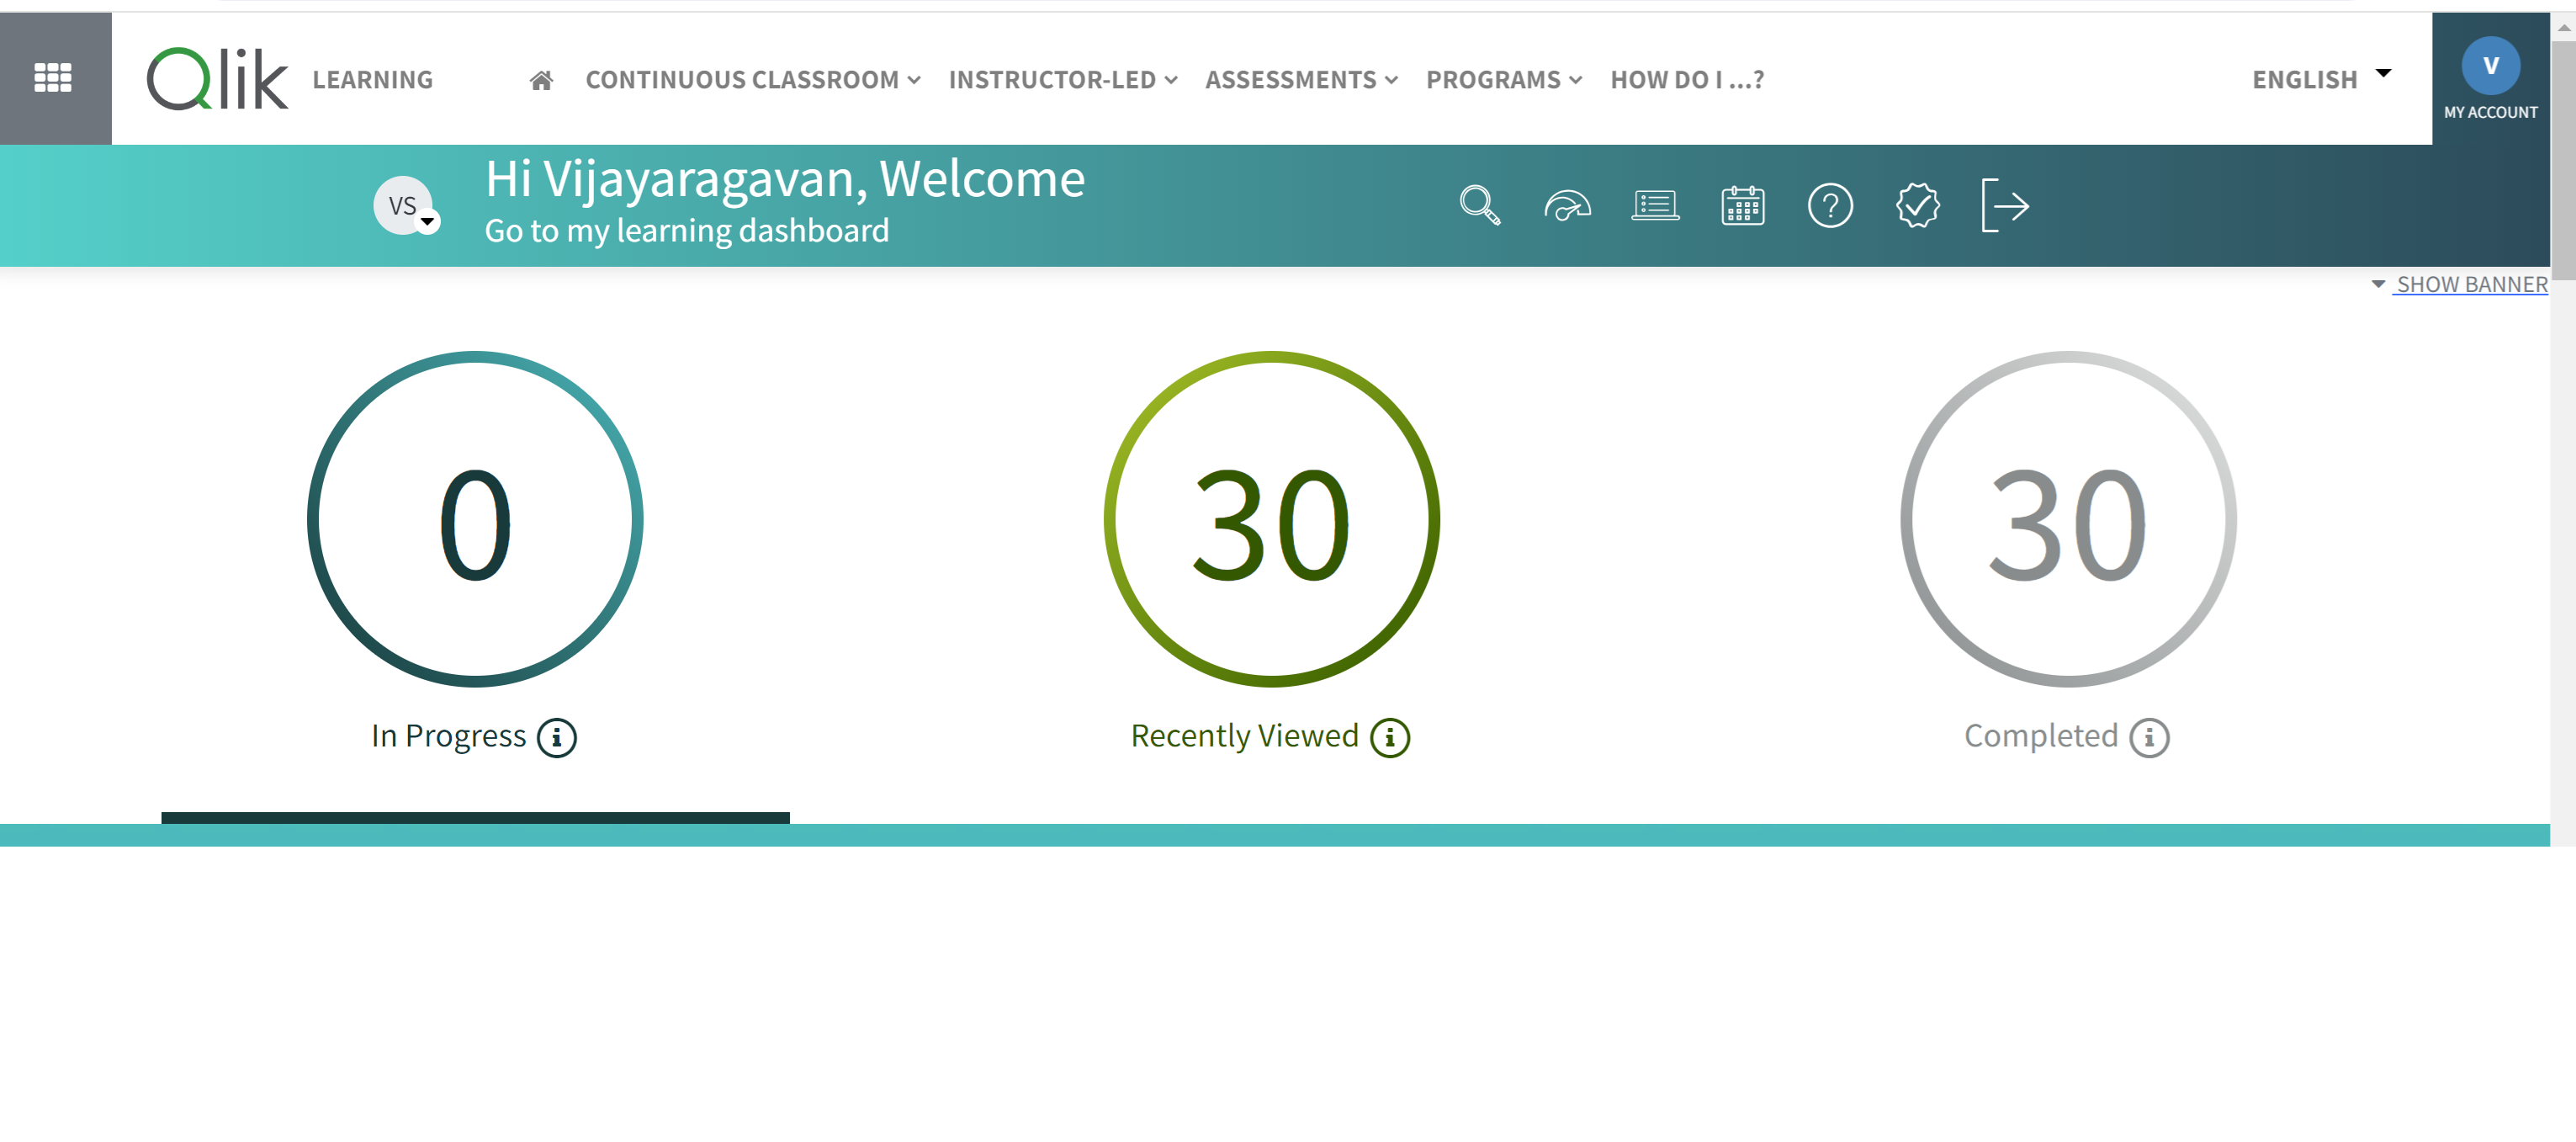 Qlik LEARNING CONTINUOUS CLASSROOM INSTRUCTOR-LED ASSESSMENTS PROGRAMS HOW DO I ...? ENGLISH V
MY ACCOUNT
VS Hi Vijayaragavan, Welcome
Go to my learning dashboard
SHOW BANNER
0 30 30
In Progress Recently Viewed Completed